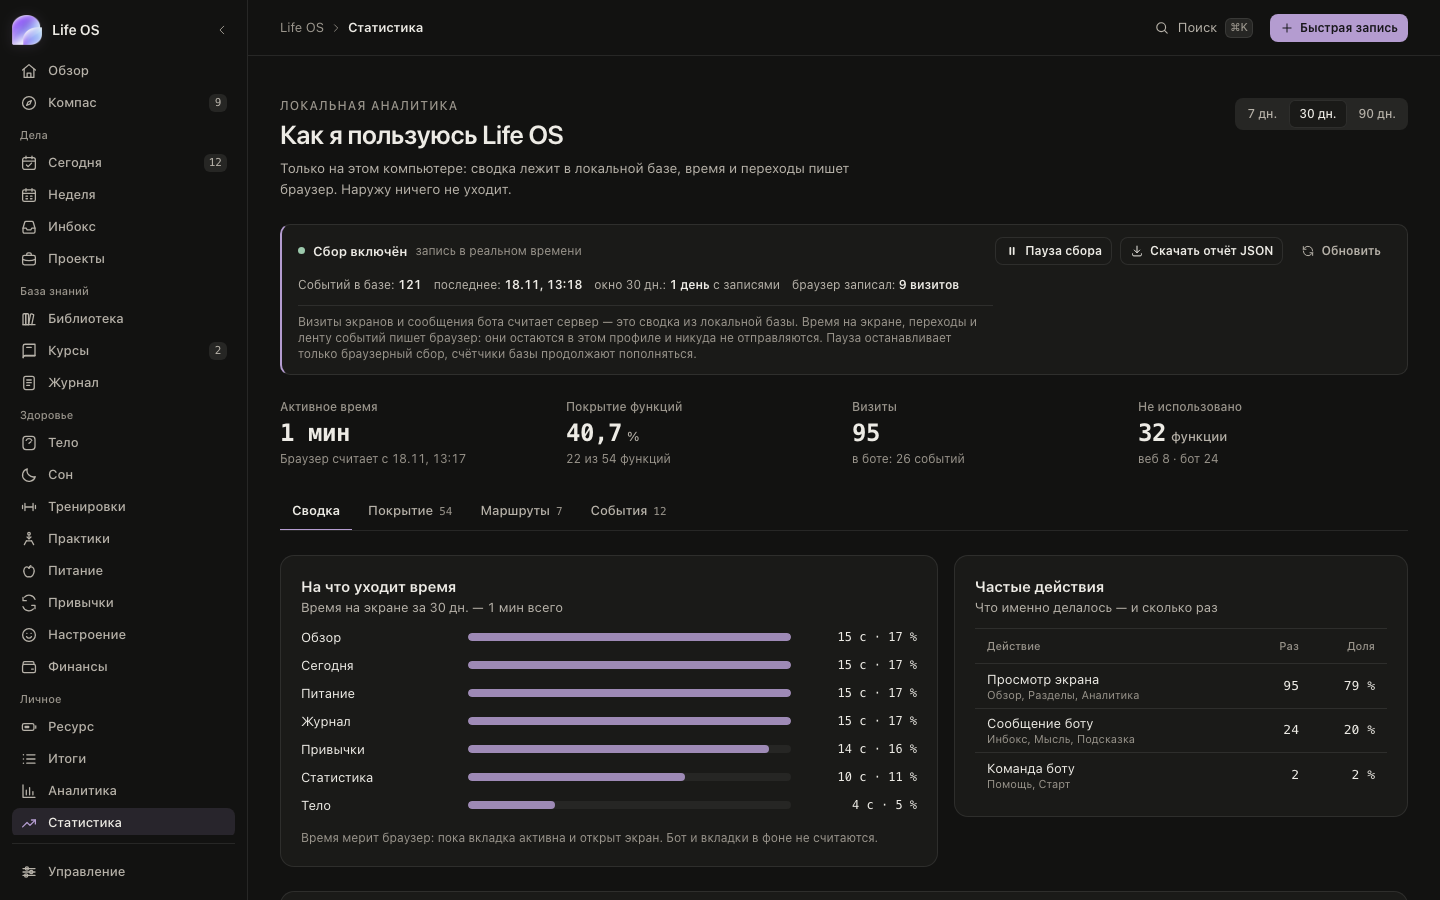 Life OS
Обзор
Компас 9
Дела
Сегодня 12
Неделя
Инбокс
Проекты
База знаний
Библиотека
Курсы 2
Журнал
Здоровье
Тело
Сон
Тренировки
Практики
Питание
Привычки
Настроение
Финансы
Личное
Ресурс
Итоги
Аналитика
Статистика
Управление
Life OS Статистика
Поиск ⌘K Быстрая запись
ЛОКАЛЬНАЯ АНАЛИТИКА
Как я пользуюсь Life OS
Только на этом компьютере: сводка лежит в локальной базе, время и переходы пишет
браузер. Наружу ничего не уходит.
7 дн. 30 дн. 90 дн.
Сбор включён запись в реальном времени
Пауза сбора Скачать отчёт JSON Обновить
Событий в базе: 121 последнее: 18.11, 13:18 окно 30 дн.: 1 день с записями браузер записал: 9 визитов
Визиты экранов и сообщения бота считает сервер — это сводка из локальной базы. Время на экране, переходы и
ленту событий пишет браузер: они остаются в этом профиле и никуда не отправляются. Пауза останавливает
только браузерный сбор, счётчики базы продолжают пополняться.
Активное время
1 мин
Браузер считает с 18.11, 13:17
Покрытие функций
40,7 %
22 из 54 функций
Визиты
95
в боте: 26 событий
Не использовано
32 функции
веб 8 · бот 24
Сводка Покрытие 54 Маршруты 7 События 12
На что уходит время
Время на экране за 30 дн. — 1 мин всего
Обзор 15 с · 17 %
Сегодня 15 с · 17 %
Питание 15 с · 17 %
Журнал 15 с · 17 %
Привычки 14 с · 16 %
Статистика 10 с · 11 %
Тело 4 с · 5 %
Время мерит браузер: пока вкладка активна и открыт экран. Бот и вкладки в фоне не считаются.
Частые действия
Что именно делалось — и сколько раз
Действие Раз Доля
Просмотр экрана 95 79 %
Обзор, Разделы, Аналитика
Сообщение боту 24 20 %
Инбокс, Мысль, Подсказка
Команда боту 2 2 %
Помощь, Старт